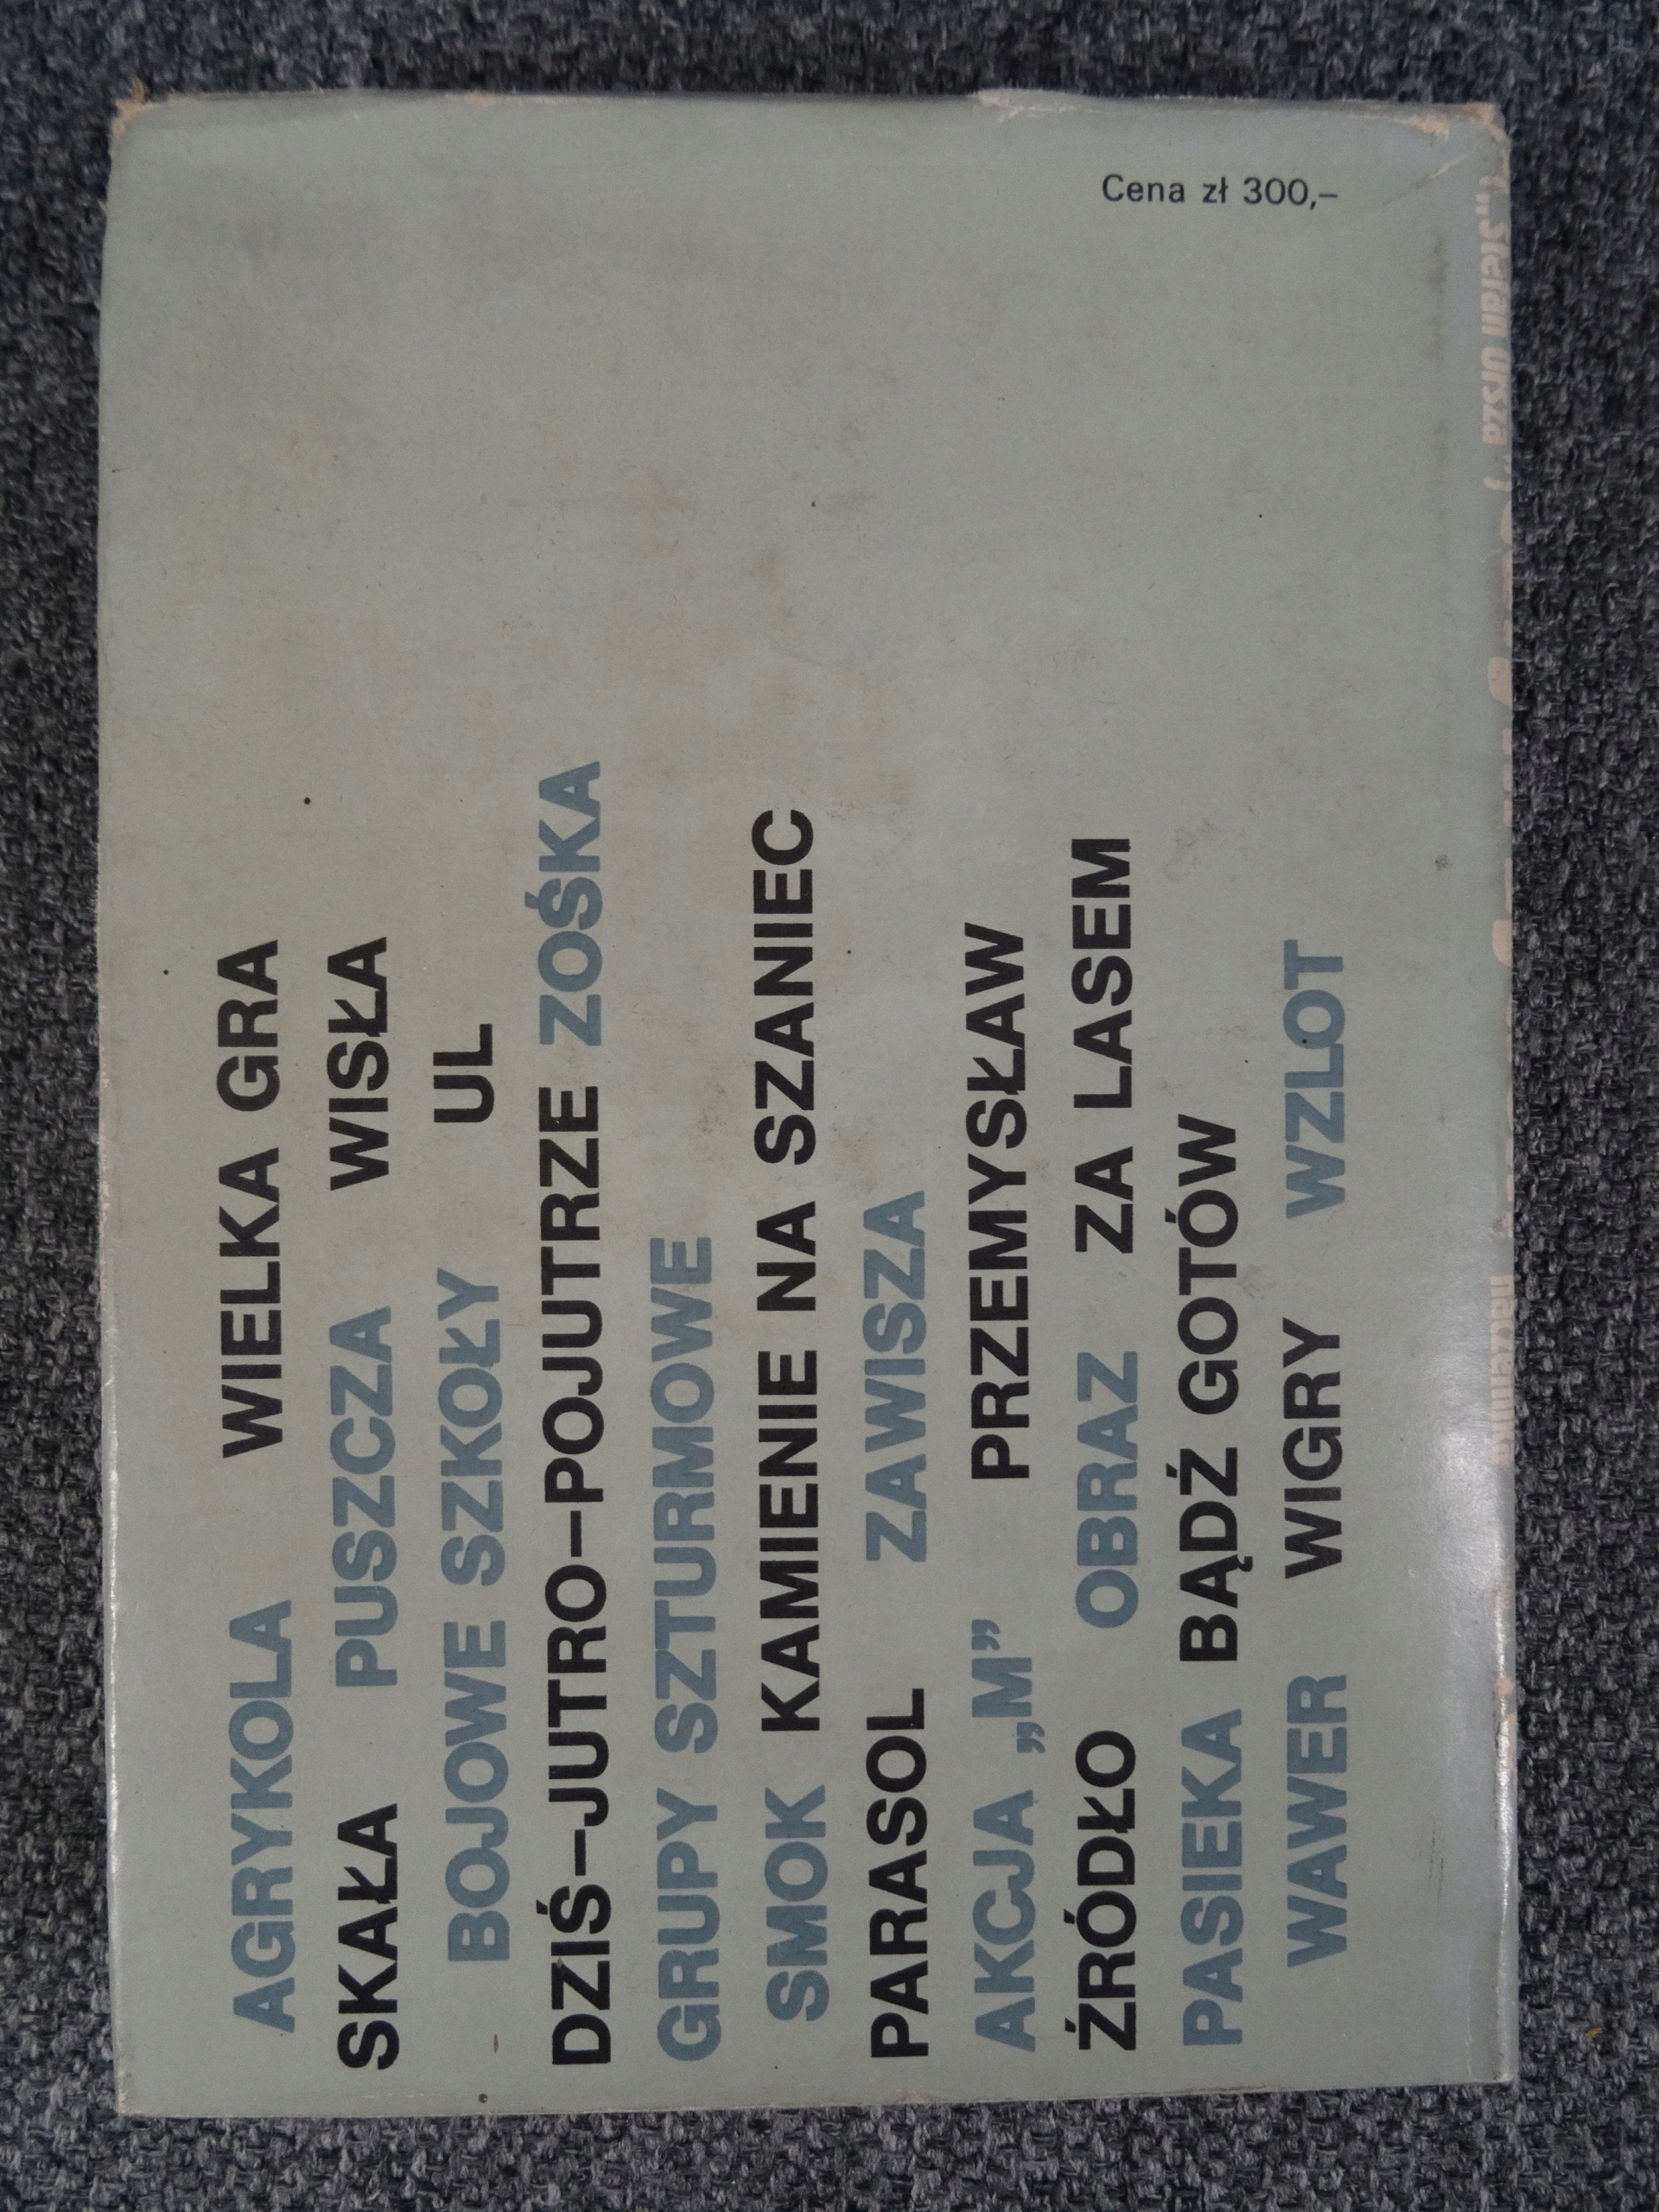 AGRYKOLA WIELKA GRA
SKAŁA PUSZCZA WISŁA
BOJOWE SZKOŁY UL
DZIŚ–JUTRO–POJUTRZE ZOŚKA
GRUPY SZTURMOWE
SMOK KAMIENIE NA SZANIEC
PARASOL ZAWISZA
AKCJA „M” PRZEMYSŁAW
ŹRÓDŁO OBRAZ ZA LASEM
PASIEKA BĄDŹ GOTÓW
WAWER WIGRY WZLOT
Cena zł 300,–